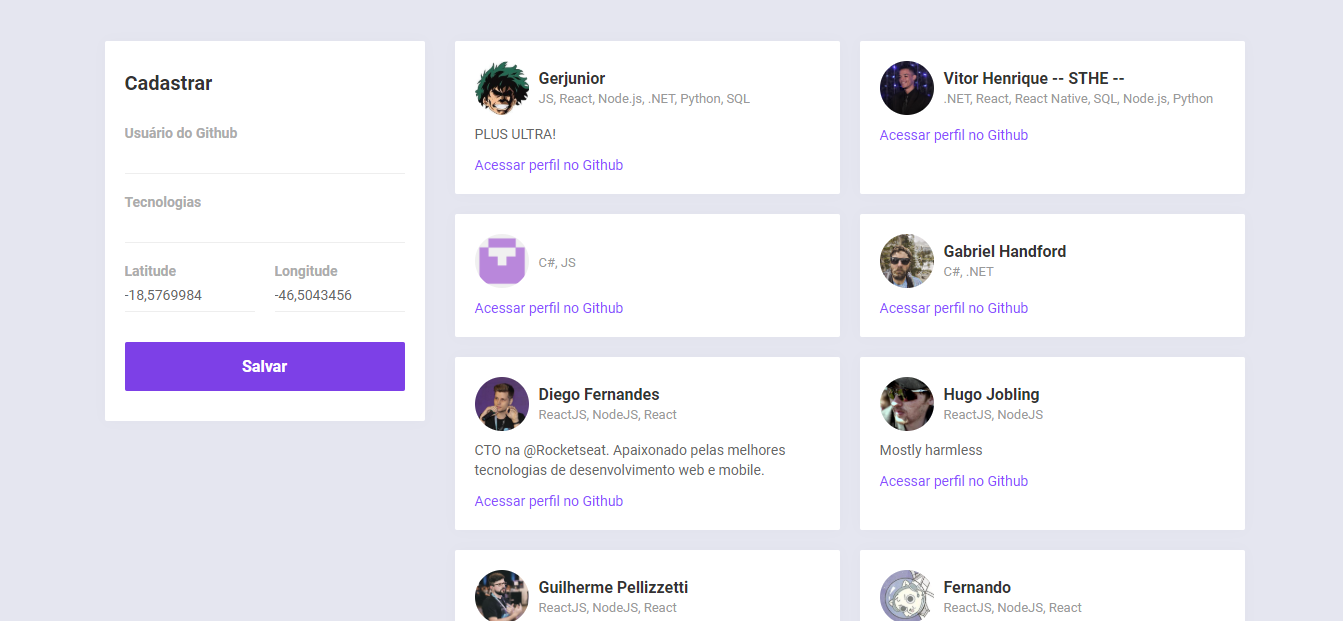 Cadastrar
Usuário do Github
Tecnologias
Latitude
Longitude
-18,5769984
-46,5043456
Salvar
Gerjunior
JS, React, Node.js, .NET, Python, SQL
PLUS ULTRA!
Acessar perfil no Github
Vitor Henrique -- STHE --
.NET, React, React Native, SQL, Node.js, Python
Acessar perfil no Github
C#, JS
Acessar perfil no Github
Gabriel Handford
C#, .NET
Acessar perfil no Github
Diego Fernandes
ReactJS, NodeJS, React
CTO na @Rocketseat. Apaixonado pelas melhores
tecnologias de desenvolvimento web e mobile.
Acessar perfil no Github
Hugo Jobling
ReactJS, NodeJS
Mostly harmless
Acessar perfil no Github
Guilherme Pellizzetti
ReactJS, NodeJS, React
Fernando
ReactJS, NodeJS, React